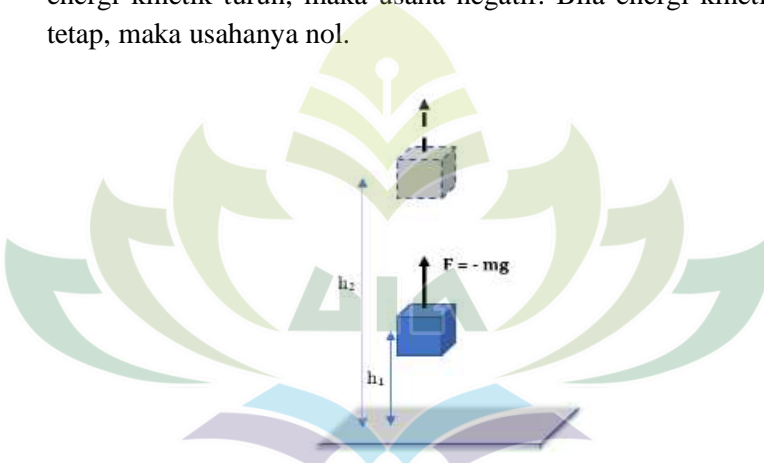 energi kinetik turun, maka usaha negatif. Bila energi kinetik
tetap, maka usahanya nol.
F = - mg
h₂
h₁